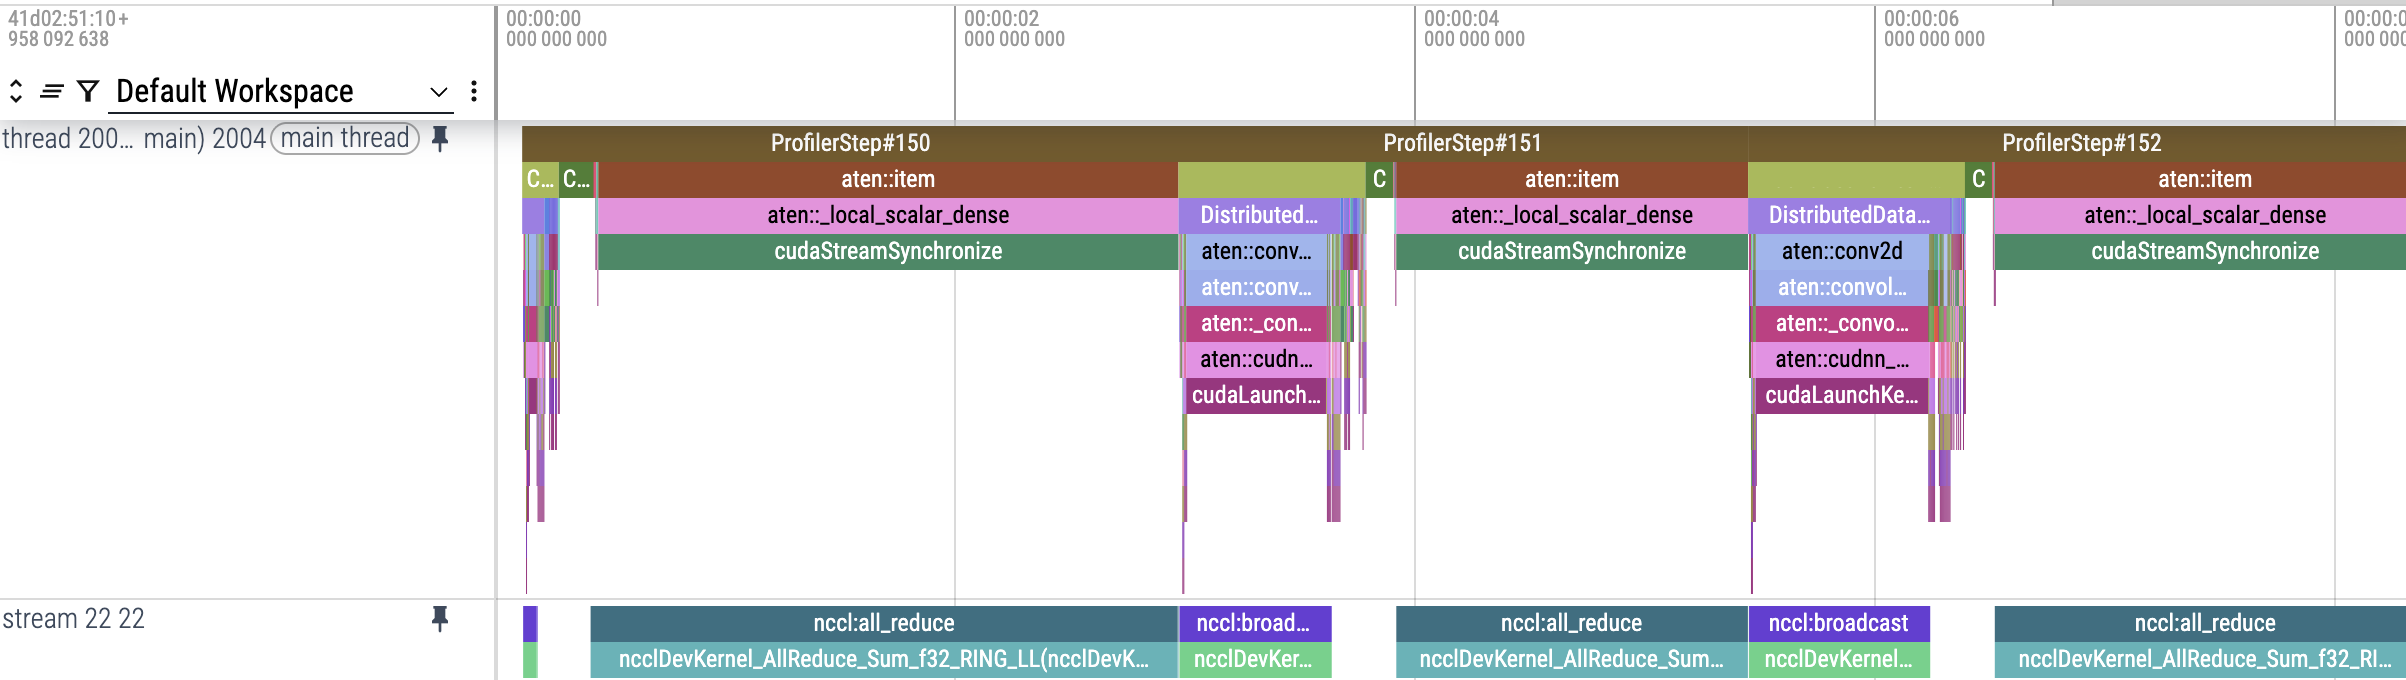 41d02:51:10+
958 092 638
00:00:00
000 000 000
00:00:02
000 000 000
00:00:04
000 000 000
00:00:06
000 000 000
00:00:0
000 000
Default Workspace
thread 200... main) 2004 main thread
ProfilerStep#150 ProfilerStep#151 ProfilerStep#152
C... C... aten::item C aten::item C aten::item
aten::_local_scalar_dense Distributed... aten::_local_scalar_dense DistributedData... aten::_local_scalar_dense
cudaStreamSynchronize aten::conv... cudaStreamSynchronize aten::conv2d cudaStreamSynchronize
aten::conv... aten::convol...
aten::_con... aten::_convo...
aten::cudn... aten::cudnn_...
cudaLaunch... cudaLaunchKe...
stream 22 22
nccl:all_reduce nccl:broad... nccl:all_reduce nccl:broadcast nccl:all_reduce
ncclDevKernel_AllReduce_Sum_f32_RING_LL(ncclDevK... ncclDevKer... ncclDevKernel_AllReduce_Sum... ncclDevKernel... ncclDevKernel_AllReduce_Sum_f32_RI...